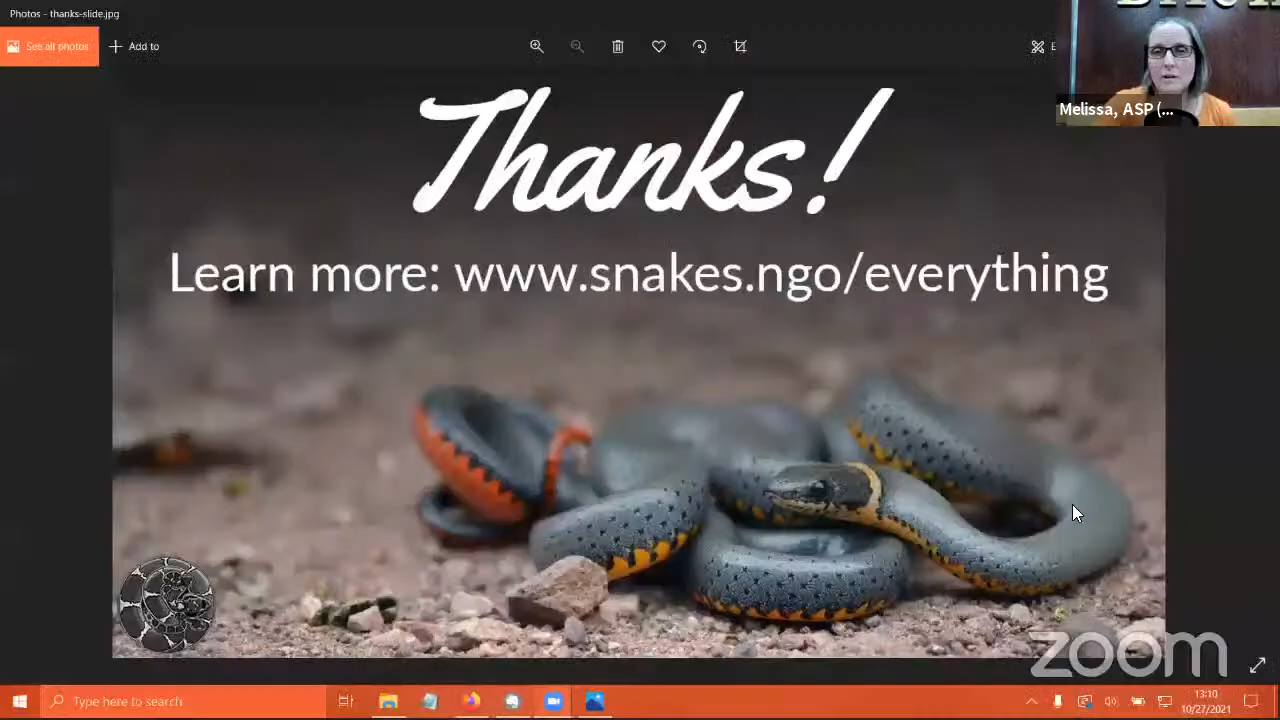 Photos - thanks-slide.jpg
See all photos
Add to
Melissa, ASP (...
Thanks!
Learn more: www.snakes.ngo/everything
zoom
Type here to search
13:10
10/27/2021